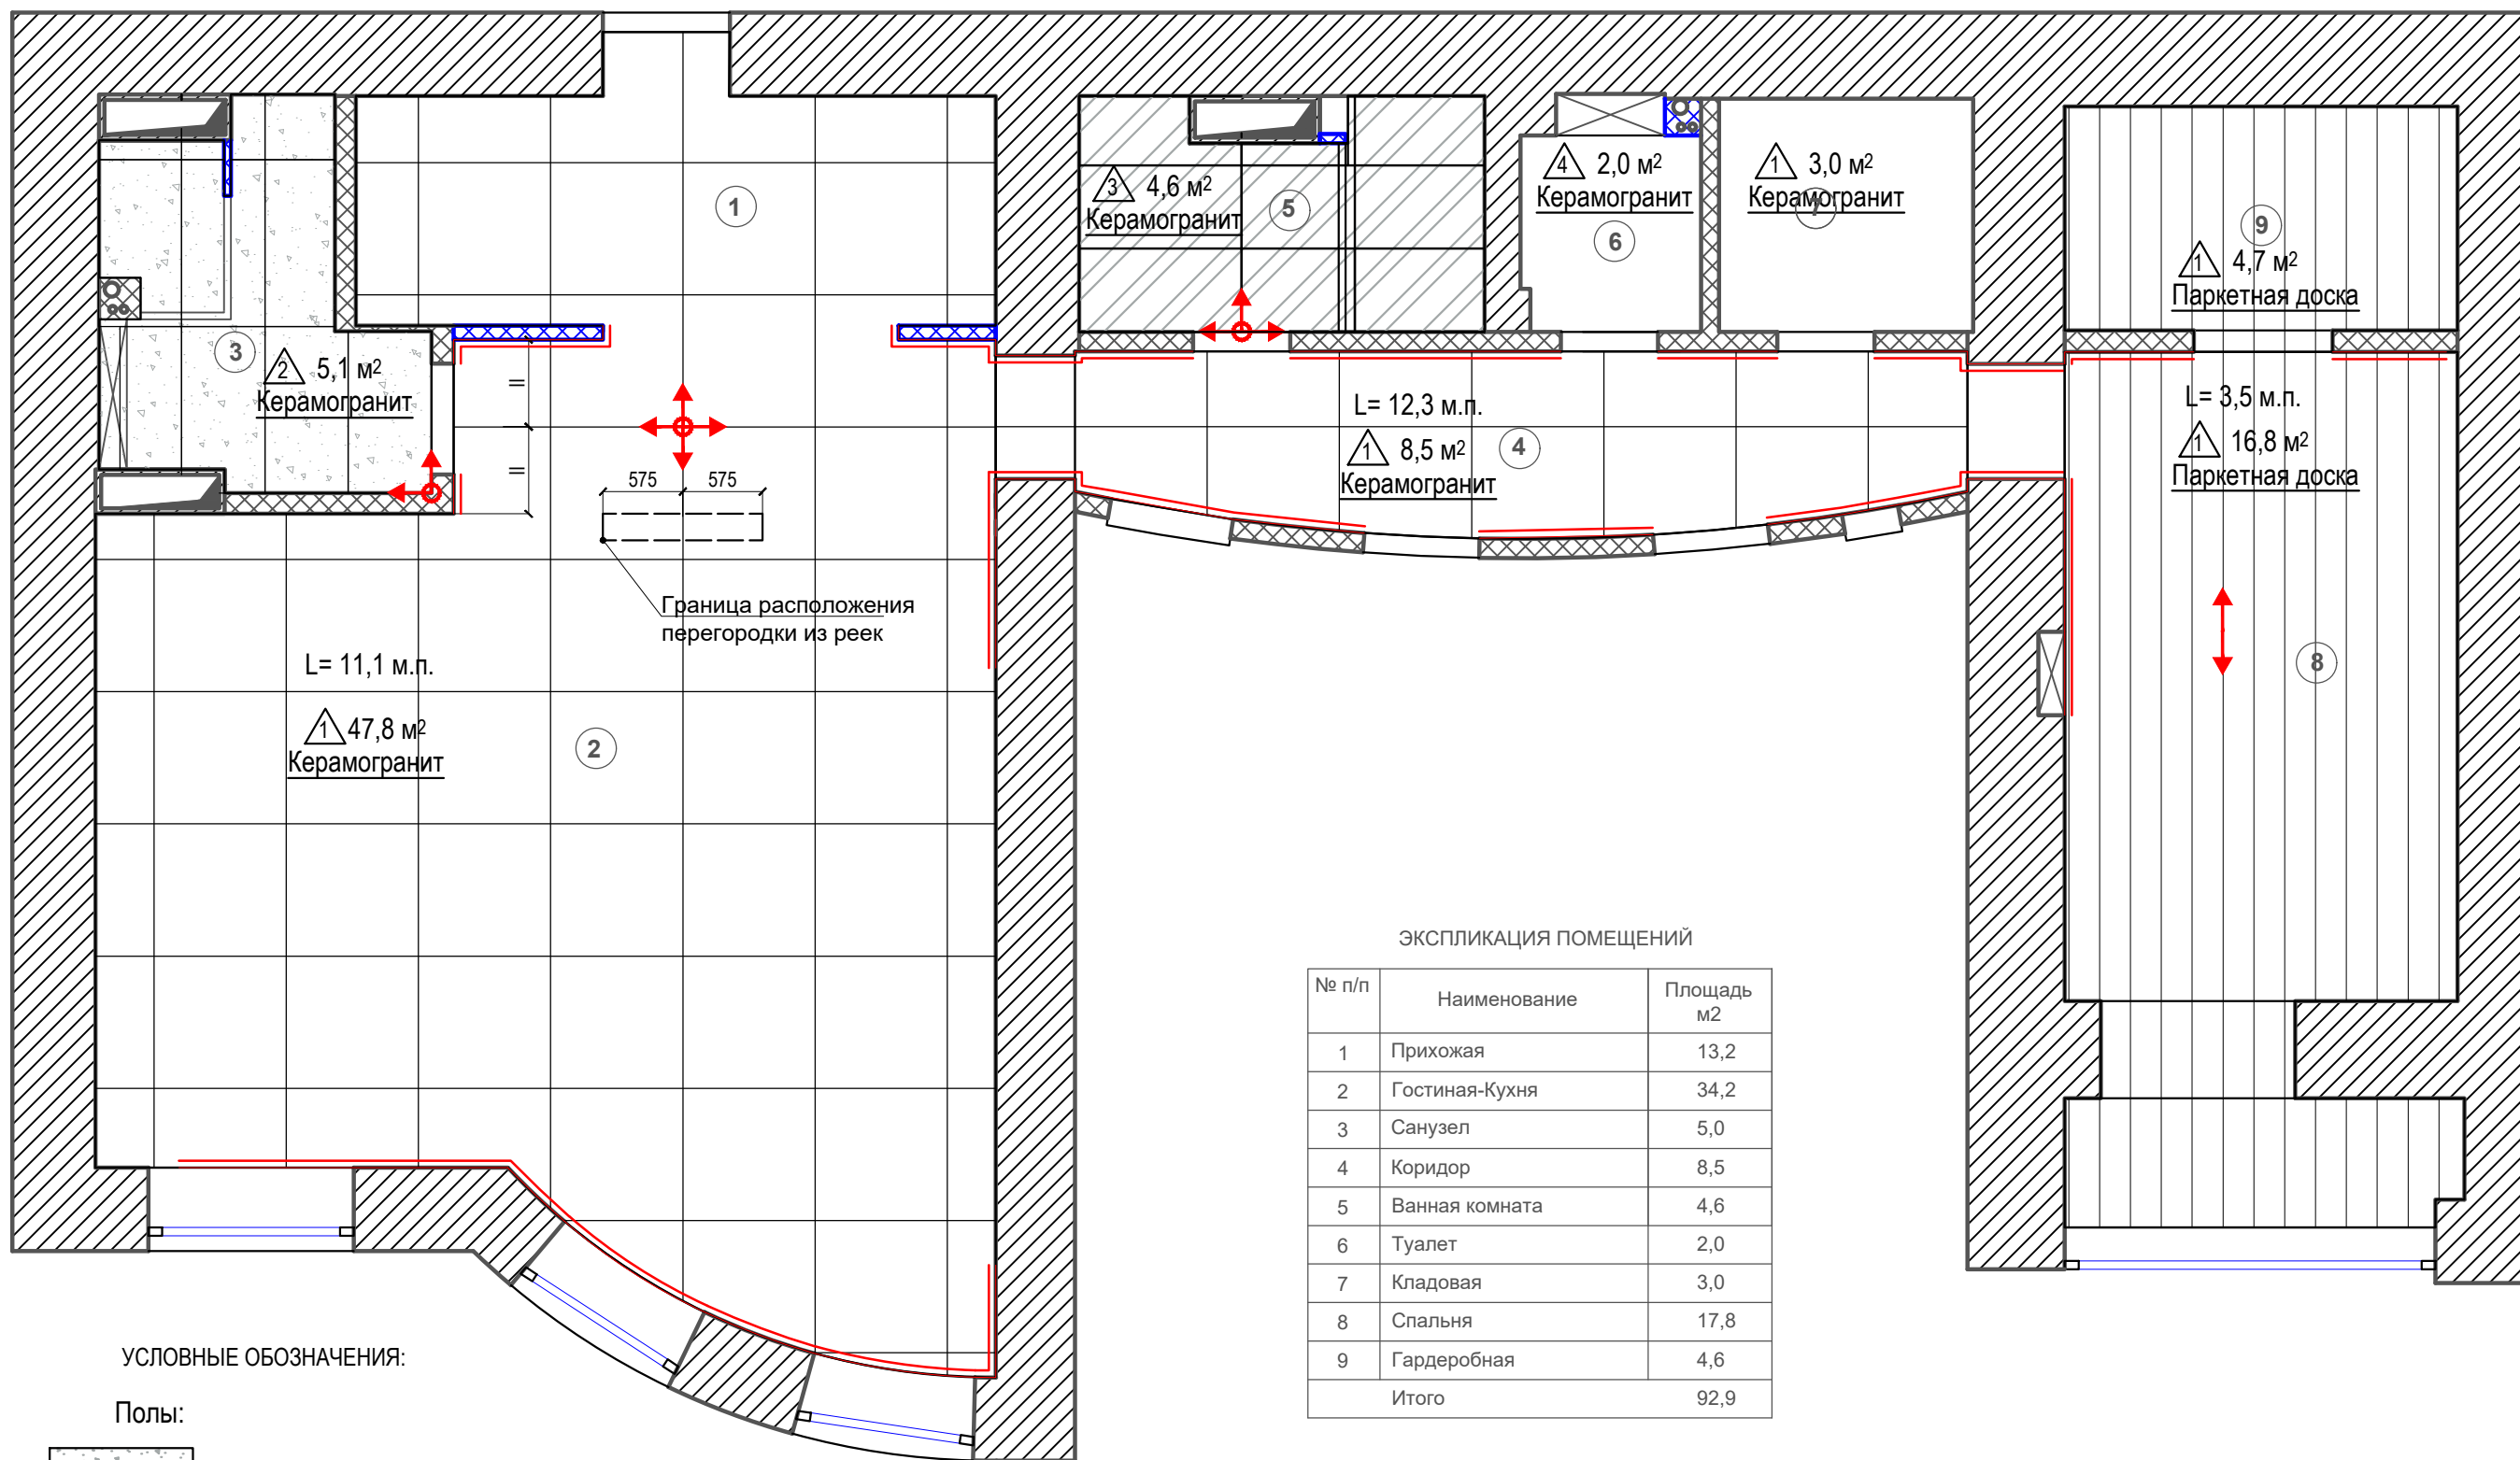 1
3 4,6 м2
Керамогранит
5
4 2,0 м2
Керамогранит
6
1 3,0 м2
Керамогранит
7
9
1 4,7 м2
Паркетная доска
3
2 5,1 м2
Керамогранит
=
=
575 575
L= 12,3 м.п.
1 8,5 м2
Керамогранит
4
L= 3,5 м.п.
1 16,8 м2
Паркетная доска
8
Граница расположения
перегородки из реек
L= 11,1 м.п.
1 47,8 м2
Керамогранит
2
ЭКСПЛИКАЦИЯ ПОМЕЩЕНИЙ
№ п/п Наименование Площадь
м2
1 Прихожая 13,2
2 Гостиная-Кухня 34,2
3 Санузел 5,0
4 Коридор 8,5
5 Ванная комната 4,6
6 Туалет 2,0
7 Кладовая 3,0
8 Спальня 17,8
9 Гардеробная 4,6
Итого 92,9
УСЛОВНЫЕ ОБОЗНАЧЕНИЯ:
Полы: